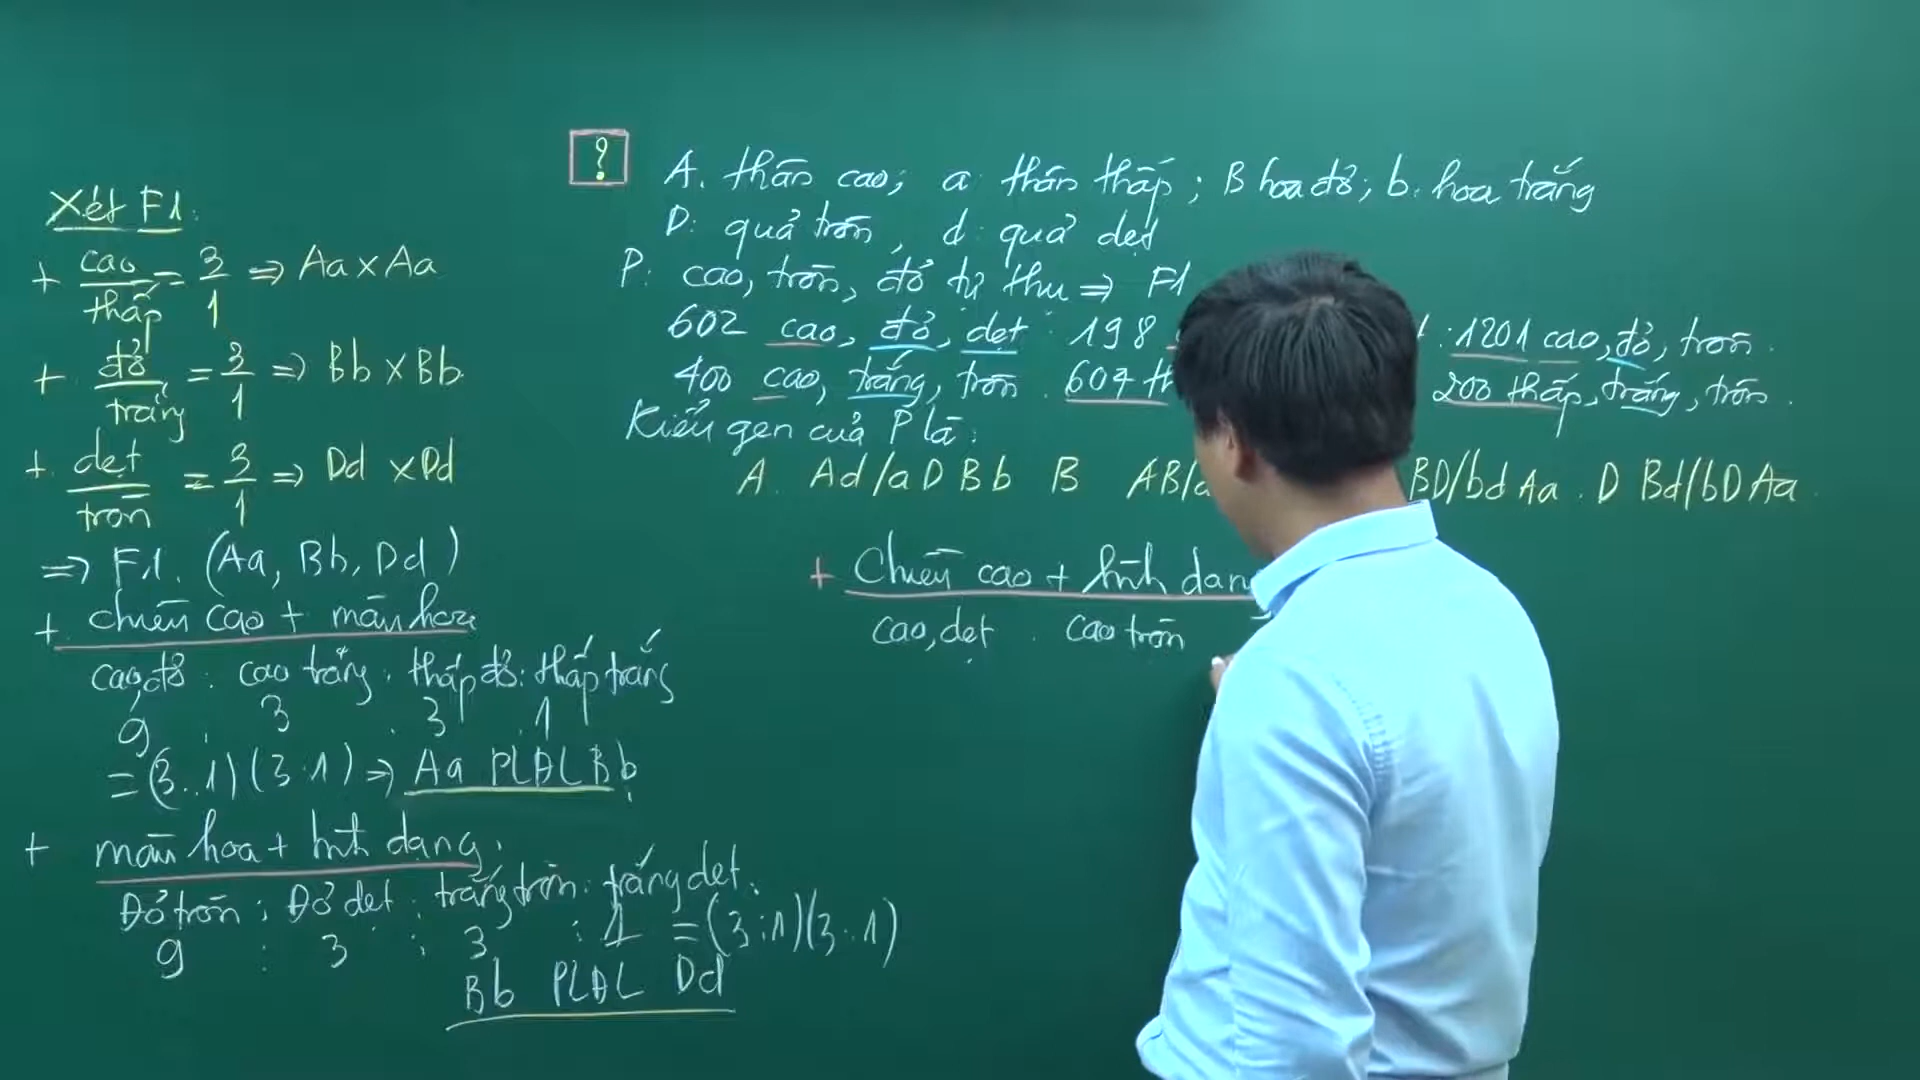 ?
A. thân cao; a: thân thấp; B hoa đỏ; b: hoa trắng
D: quả tròn, d: quả dẹt
P: cao, tròn, đỏ tự thụ => F1
602 cao, đỏ, dẹt : 198 : 1201 cao, đỏ, tròn.
400 cao, trắng, tròn . 604 th 200 thấp, trắng, tròn.
Kiểu gen của P là:
A. Ad/aD Bb B AB/a BD/bd Aa . D Bd/bD Aa.
+ Chiều cao + hình dạng
cao, dẹt . cao tròn
Xét F1:
+ cao/thấp = 3/1 => Aa x Aa
+ đỏ/trắng = 3/1 => Bb x Bb
+ dẹt/tròn = 3/1 => Dd x Dd
=> F1. (Aa, Bb, Dd)
+ chiều cao + màu hoa
cao, đỏ : cao trắng . thấp đỏ : thấp trắng
9 : 3 . 3 . 1
= (3..1)(3.1) => Aa PLĐL Bb
+ màu hoa + hình dạng.
Đỏ tròn : Đỏ dẹt : trắng tròn : trắng dẹt.
9 : 3 : 3 : 1 = (3:1)(3:1)
Bb PLĐL Dd